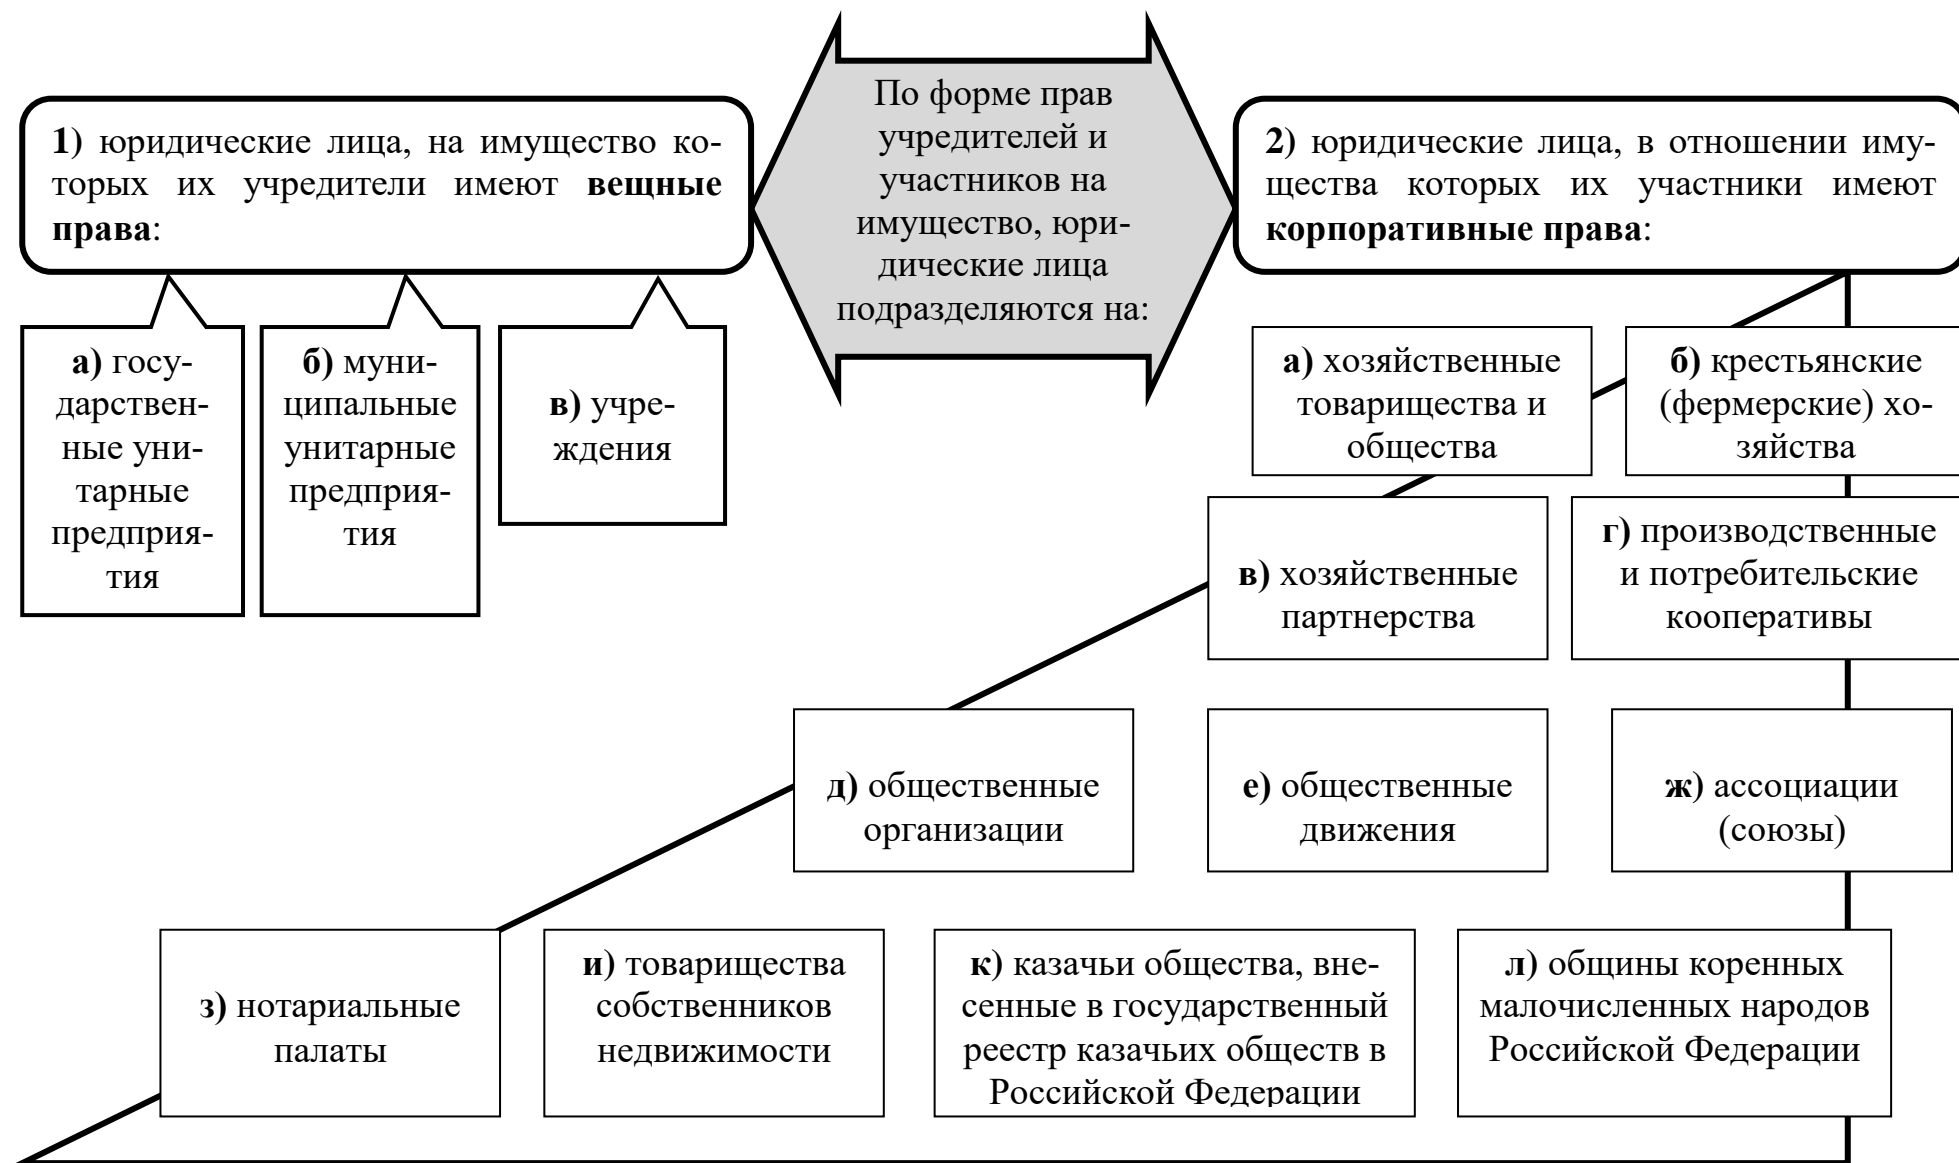 По форме прав
учредителей и
участников на
имущество, юри-
дические лица
подразделяются на:
1) юридические лица, на имущество ко-
торых их учредители имеют вещные
права:
а) госу-
дарствен-
ные уни-
тарные
предприя-
тия
б) муни-
ципальные
унитарные
предприя-
тия
в) учре-
ждения
2) юридические лица, в отношении иму-
щества которых их участники имеют
корпоративные права:
а) хозяйственные
товарищества и
общества
б) крестьянские
(фермерские) хо-
зяйства
в) хозяйственные
партнерства
г) производственные
и потребительские
кооперативы
д) общественные
организации
е) общественные
движения
ж) ассоциации
(союзы)
з) нотариальные
палаты
и) товарищества
собственников
недвижимости
к) казачьи общества, вне-
сенные в государственный
реестр казачьих обществ в
Российской Федерации
л) общины коренных
малочисленных народов
Российской Федерации